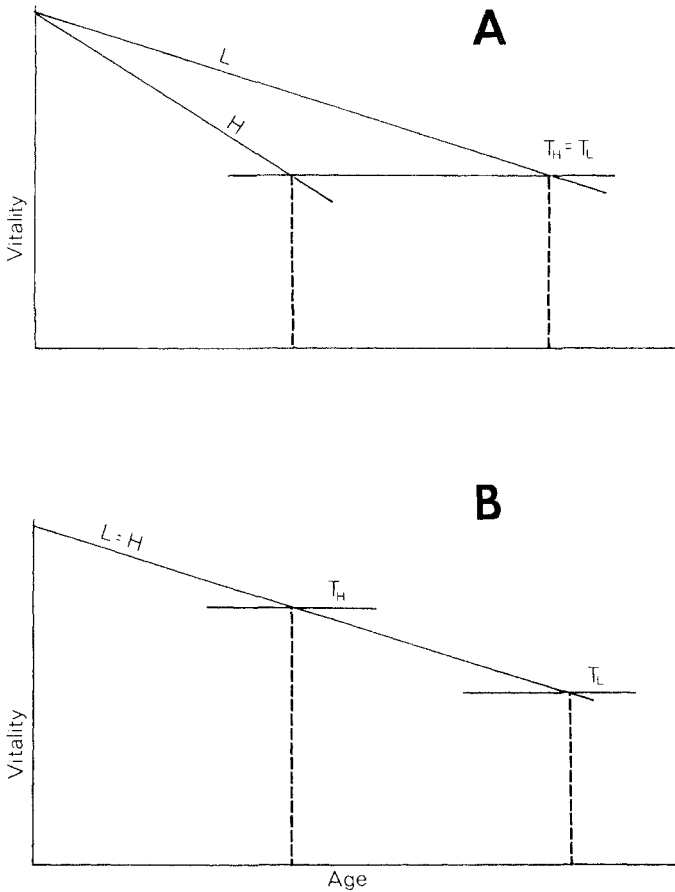 A
L
H
T_H = T_L
Vitality
B
L = H
T_H
T_L
Vitality
Age